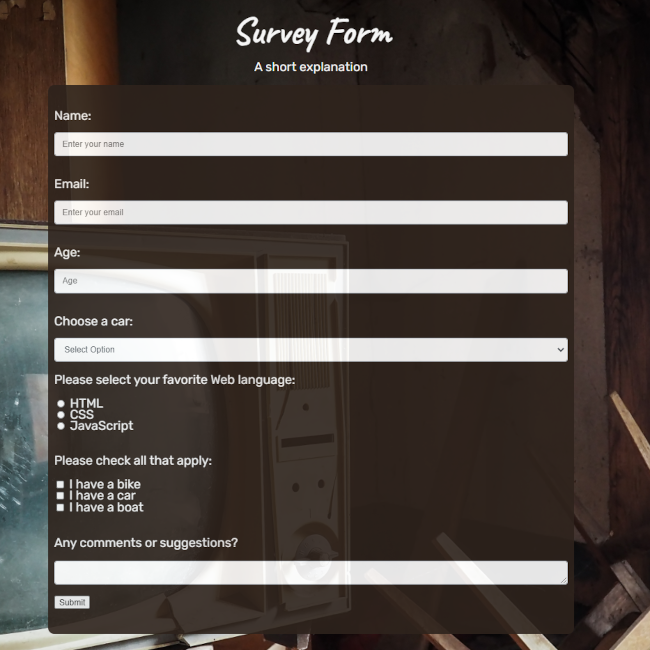 Survey Form
A short explanation
Name:
Enter your name
Email:
Enter your email
Age:
Age
Choose a car:
Select Option
Please select your favorite Web language:
HTML
CSS
JavaScript
Please check all that apply:
I have a bike
I have a car
I have a boat
Any comments or suggestions?
Submit